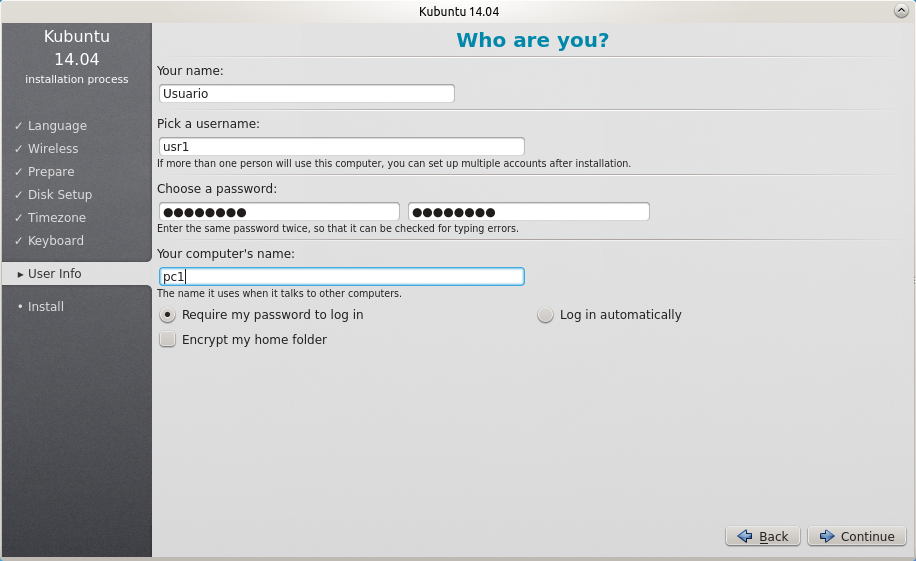 Kubuntu 14.04
Kubuntu
14.04
installation process
✓ Language
✓ Wireless
✓ Prepare
✓ Disk Setup
✓ Timezone
✓ Keyboard
▸ User Info
• Install
Who are you?
Your name:
Usuario
Pick a username:
usr1
If more than one person will use this computer, you can set up multiple accounts after installation.
Choose a password:
●●●●●●●● ●●●●●●●●
Enter the same password twice, so that it can be checked for typing errors.
Your computer's name:
pc1
The name it uses when it talks to other computers.
Require my password to log in Log in automatically
Encrypt my home folder
Back Continue